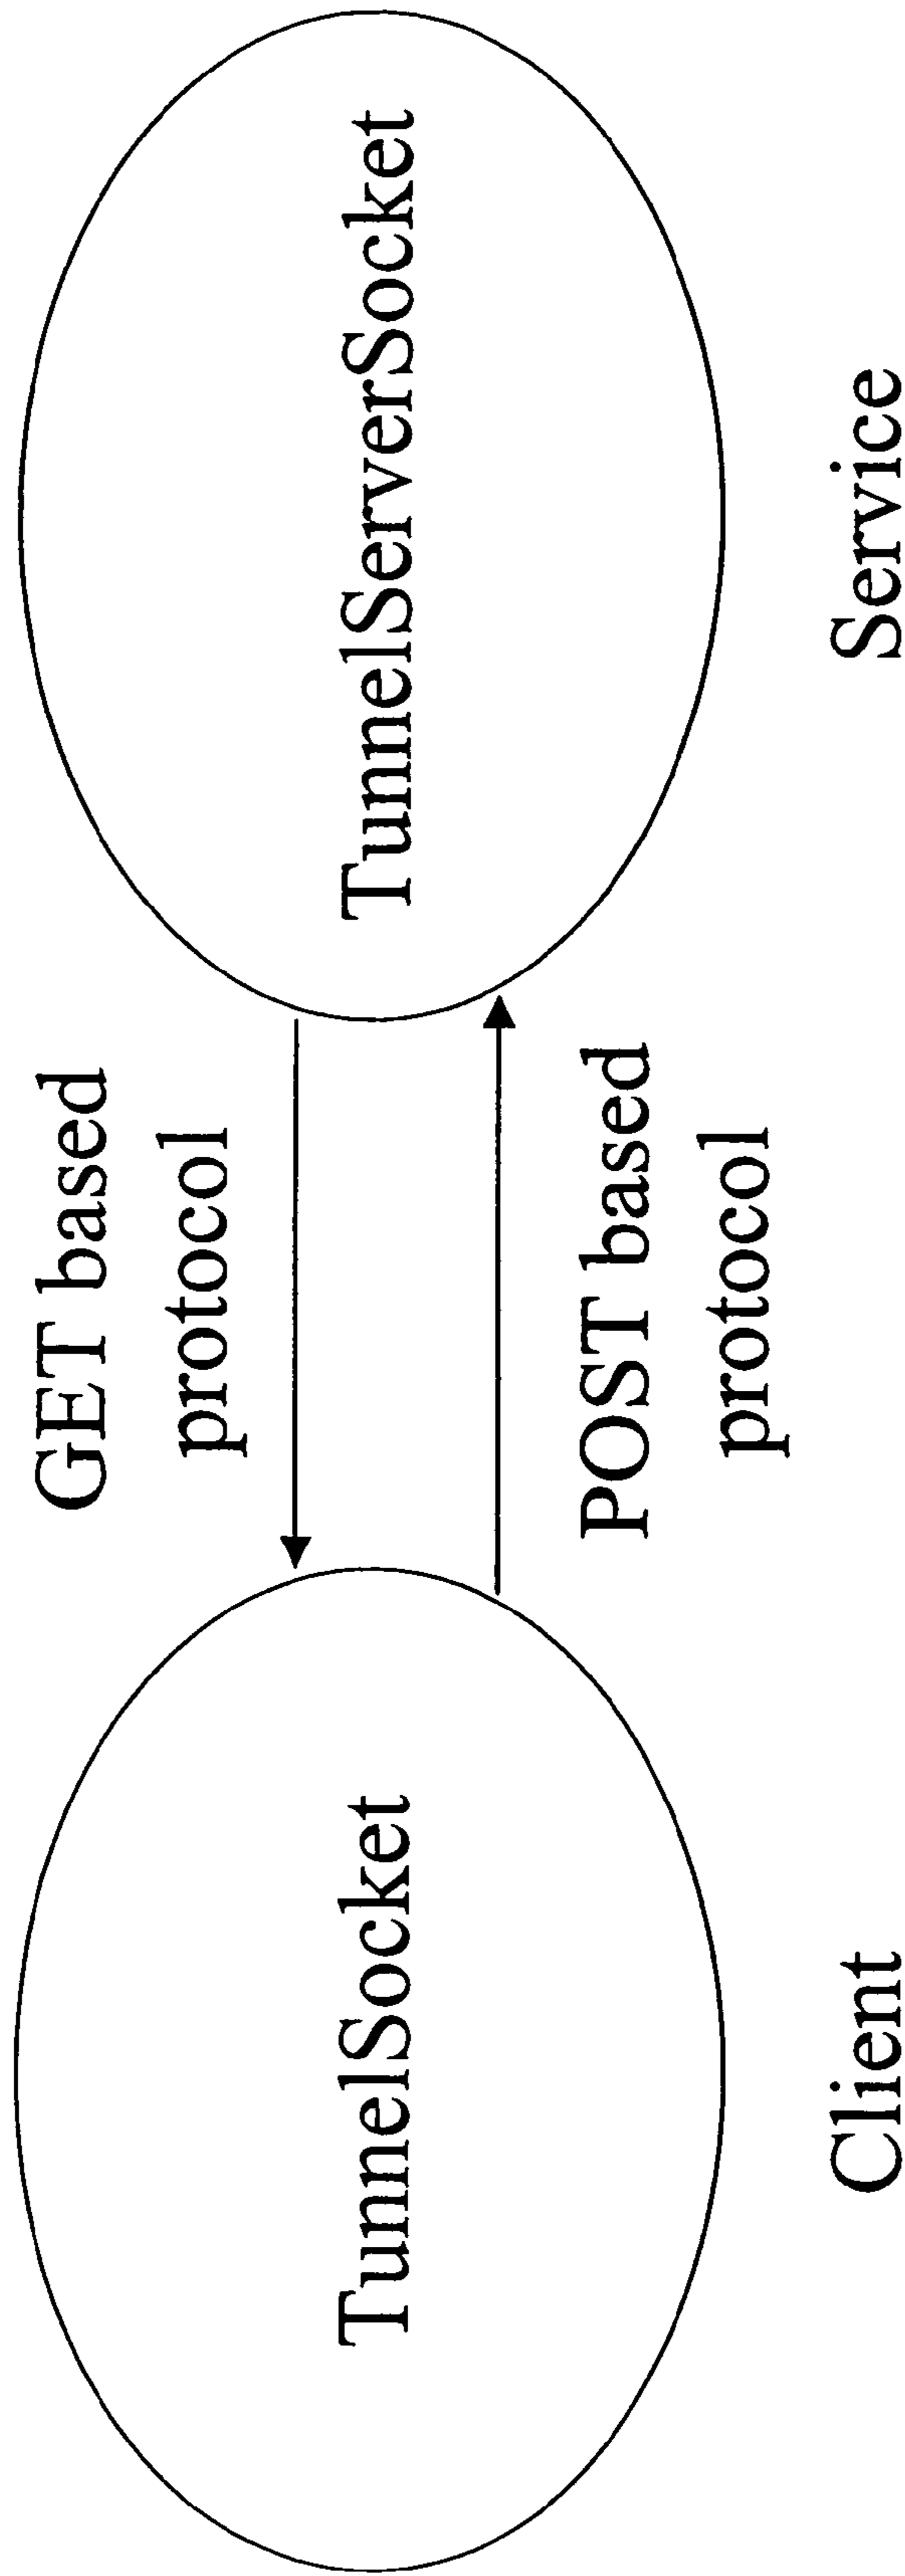 GET based
protocol
TunnelSocket
TunnelServerSocket
POST based
protocol
Client
Service